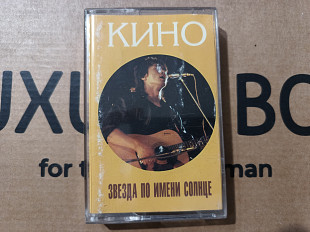 КИНО
UXU
BO
for t
man
ЗВЕЗДА ПО ИМЕНИ СОЛНЦЕ